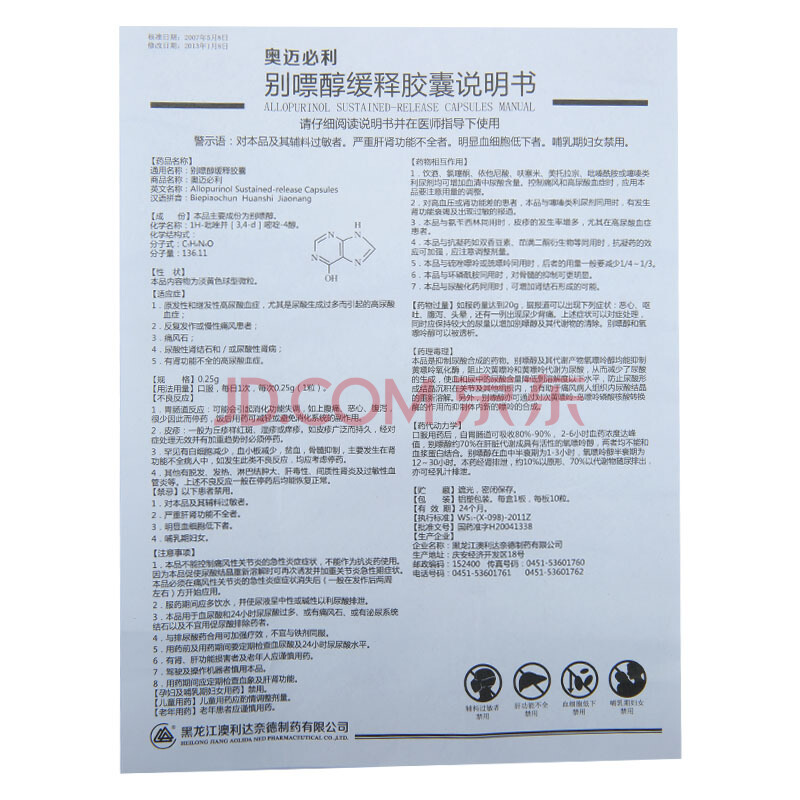 核准日期：2007年5月8日
修改日期：2013年1月9日
奥迈必利
别嘌醇缓释胶囊说明书
ALLOPURINOL SUSTAINED-RELEASE CAPSULES MANUAL
请仔细阅读说明书并在医师指导下使用
警示语：对本品及其辅料过敏者。严重肝肾功能不全者。明显血细胞低下者。哺乳期妇女禁用。
【药品名称】
通用名称：别嘌醇缓释胶囊
商品名称：奥迈必利
英文名称：Allopurinol Sustained-release Capsules
汉语拼音：Biepiaochun Huanshi Jiaonang
【成　份】本品主要成份为别嘌醇。
化学名称：1H-吡唑并［3,4-d］嘧啶-4醇。
化学结构式：
分子式：C₅H₄N₄O
分子量：136.11
H
N
N
N
N
OH
【性　状】
本品内容物为淡黄色球型微粒。
【适应症】
1．原发性和继发性高尿酸血症，尤其是尿酸生成过多而引起的高尿酸
血症；
2．反复发作或慢性痛风患者；
3．痛风石；
4．尿酸性肾结石和／或尿酸性肾病；
5．有肾功能不全的高尿酸血症。
【规　格】0.25g
【用法用量】口服，每日1次，每次0.25g（1粒）。
【不良反应】
1．胃肠道反应：可能会引起消化功能失调，如上腹痛、恶心、腹泻，
很少因此而停药，饭后用药可减轻或避免消化系统的副作用。
2．皮疹：一般为丘疹样红斑、湿疹或痒疹。如皮疹广泛而持久，经对
症处理无效并有加重趋势时必须停药。
3．罕见有白细胞减少，血小板减少，贫血，骨髓抑制，主要发生在肾
功能不全病人中，如发生此类不良反应，均应考虑停药。
4．其他有脱发、发热、淋巴结肿大、肝毒性、间质性肾炎及过敏性血
管炎等。上述不良反应一般在停药后均能恢复正常。
【禁忌】以下患者禁用。
1．对本品及其辅料过敏者。
2．严重肝肾功能不全者。
3．明显血细胞低下者。
4．哺乳期妇女。
【注意事项】
1．本品不能控制痛风性关节炎的急性炎症症状，不能作为抗炎药使用。
因为本品促使尿酸结晶重新溶解时可再次诱发并加重关节炎急性期症状。
本品必须在痛风性关节炎的急性炎症症状消失后（一般在发作后两周
左右）方开始应用。
2．服药期间应多饮水，并使尿液呈中性或碱性以利尿酸排泄。
3．本品用于血尿酸和24小时尿尿酸过多、或有痛风石、或有泌尿系统
结石以及不宜用促尿酸排除药者。
4．与排尿酸药合用可加强疗效，不宜与铁剂同服。
5．用药前及用药期间要定期检查血尿酸及24小时尿尿酸水平。
6．有肾、肝功能损害者及老年人应谨慎用药。
7．驾驶及操作机器者慎用本品。
8．用药期间应定期检查血象及肝肾功能。
【孕妇及哺乳期妇女用药】禁用。
【儿童用药】儿童用药应酌情调整剂量。
【老年用药】老年患者应谨慎用药。
黑龙江澳利达奈德制药有限公司
HEILONGJIANG AOLIDA NED PHARMACEUTICAL CO.,LTD.
【药物相互作用】
1．饮酒、氯噻酮、依他尼酸、呋塞米、美托拉宗、吡嗪酰胺或噻嗪类
利尿剂均可增加血清中尿酸含量。控制痛风和高尿酸血症时，应用本
品要注意用量的调整。
2．对高血压或肾功能差的患者，本品与噻嗪类利尿剂同用时，有发生
肾功能衰竭及出现过敏的报道。
3．本品与氨苄西林同用时，皮疹的发生率增多，尤其在高尿酸血症
患者。
4．本品与抗凝药如双香豆素、茚满二酮衍生物等同用时，抗凝药的效
应可加强，应注意调整剂量。
5．本品与硫唑嘌呤或巯嘌呤同用时，后者的用量一般要减少1/4～1/3。
6．本品与环磷酰胺同用时，对骨髓的抑制可更明显。
7．本品与尿酸化药同用时，可增加肾结石形成的可能。
【药物过量】如服药量达到20g，据报道可以出现下列症状：恶心、呕
吐、腹泻、头晕，还有一例出现尿少背痛。上述症状可以对症处理，
同时应保持较大的尿量以增加别嘌醇及其代谢物的清除。别嘌醇和氧
嘌呤醇可以被透析。
【药理毒理】
本品是抑制尿酸合成的药物。别嘌醇及其代谢产物氧嘌呤醇均能抑制
黄嘌呤氧化酶，阻止次黄嘌呤和黄嘌呤代谢为尿酸，从而减少了尿酸
的生成，使血和尿中的尿酸含量降低到溶解度以下水平，防止尿酸形
成结晶沉积在关节及其他组织内，也有助于痛风病人组织内尿酸结晶
的重新溶解。别嘌醇亦可通过对次黄嘌呤-鸟嘌呤磷酸核酸转换
酶的作用而抑制体内新的嘌呤的合成。
【药代动力学】
口服用药后，自胃肠道可吸收80%-90%，2-6小时血药浓度达峰
值，别嘌醇约70%在肝脏代谢成具有活性的氧嘌呤醇，两者均不能和
血浆蛋白结合。别嘌醇在血中半衰期为1-3小时，氧嘌呤醇半衰期为
12～30小时。本药经肾排泄，约10%以原形、70%以代谢物随尿排出，
亦可经乳汁排泄。
【贮　藏】遮光，密闭保存。
【包　装】铝塑包装。每盒1板，每板10粒。
【有 效 期】24个月。
【执行标准】WS₁-(X-098)-2011Z
【批准文号】国药准字H20041338
【生产企业】
企业名称：黑龙江澳利达奈德制药有限公司
生产地址：庆安经济开发区18号
邮政编码：152400　传真号码：0451-53601760
电话号码：0451-53601761　0451-53601762
辅料过敏者
禁用
肝功能不全
禁用
血细胞低下
禁用
哺乳期妇女
禁用
JD.COM 京东